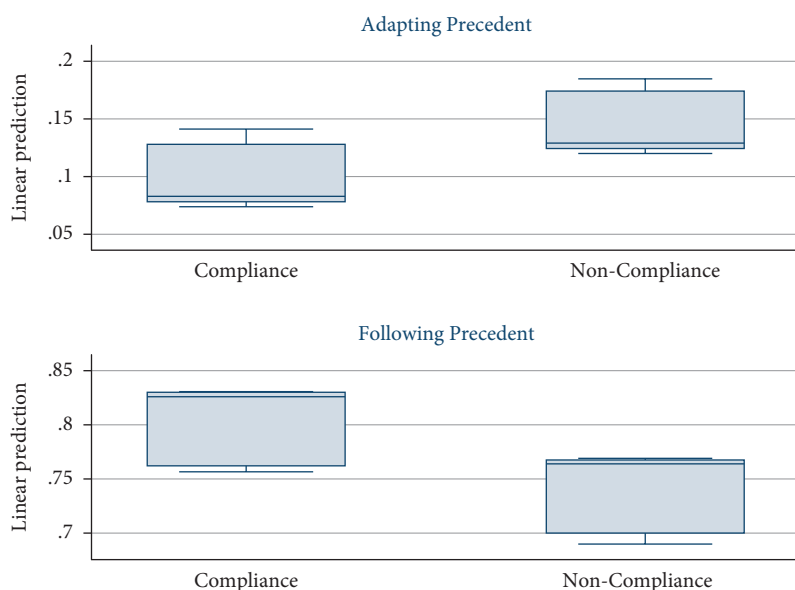 Adapting Precedent
Linear prediction
.2
.15
.1
.05
Compliance Non-Compliance
Following Precedent
Linear prediction
.85
.8
.75
.7
Compliance Non-Compliance